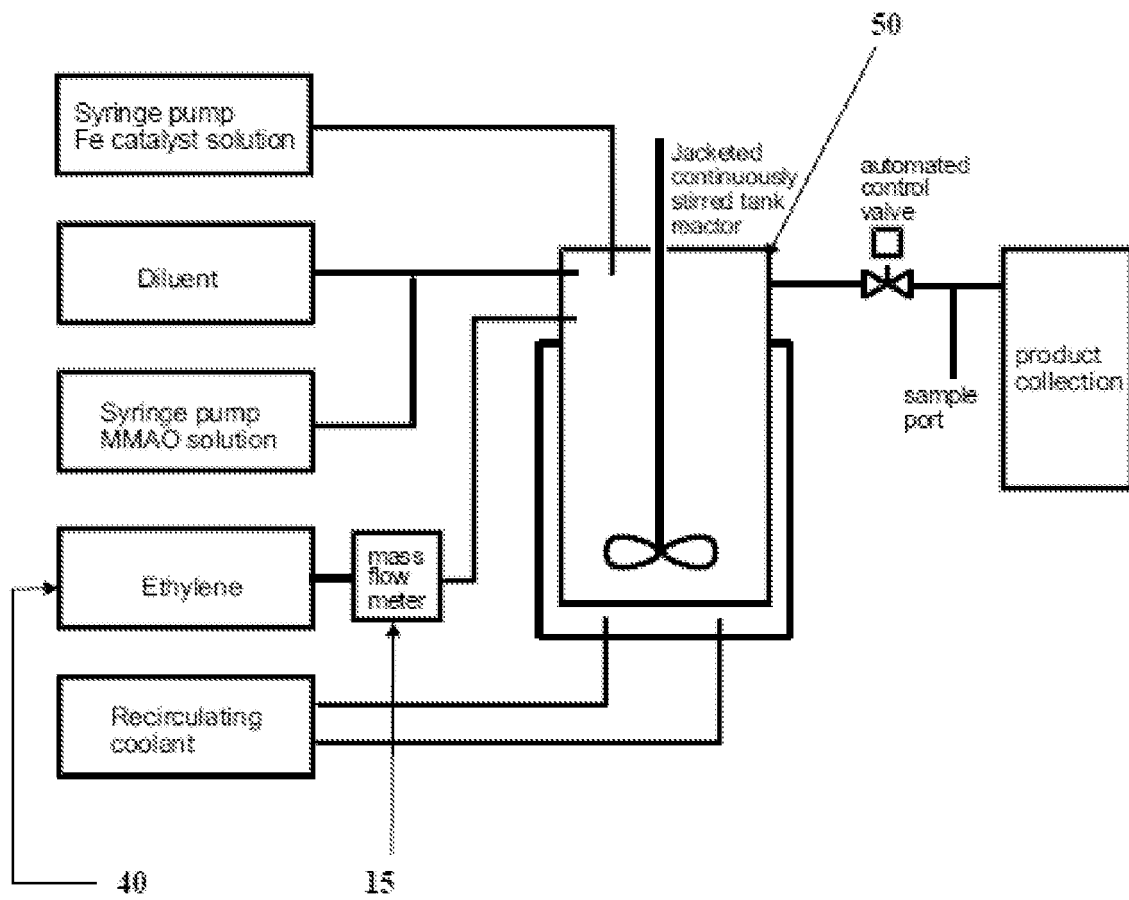 50
Syringe pump
Fe catalyst solution
Jacketed
continuously
stirred tank
reactor
automated
control
valve
Diluent
product
collection
sample
port
Syringe pump
MMAO solution
Ethylene
mass
flow
meter
Recirculating
coolant
40
15